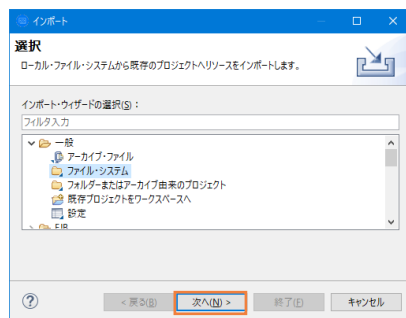 インポート
選択
ローカル・ファイル・システムから既存のプロジェクトへリソースをインポートします。
インポート・ウィザードの選択(S)：
フィルタ入力
一般
アーカイブ・ファイル
ファイル・システム
フォルダーまたはアーカイブ由来のプロジェクト
既存プロジェクトをワークスペースへ
設定
EJB
< 戻る(B)
次へ(N) >
終了(F)
キャンセル